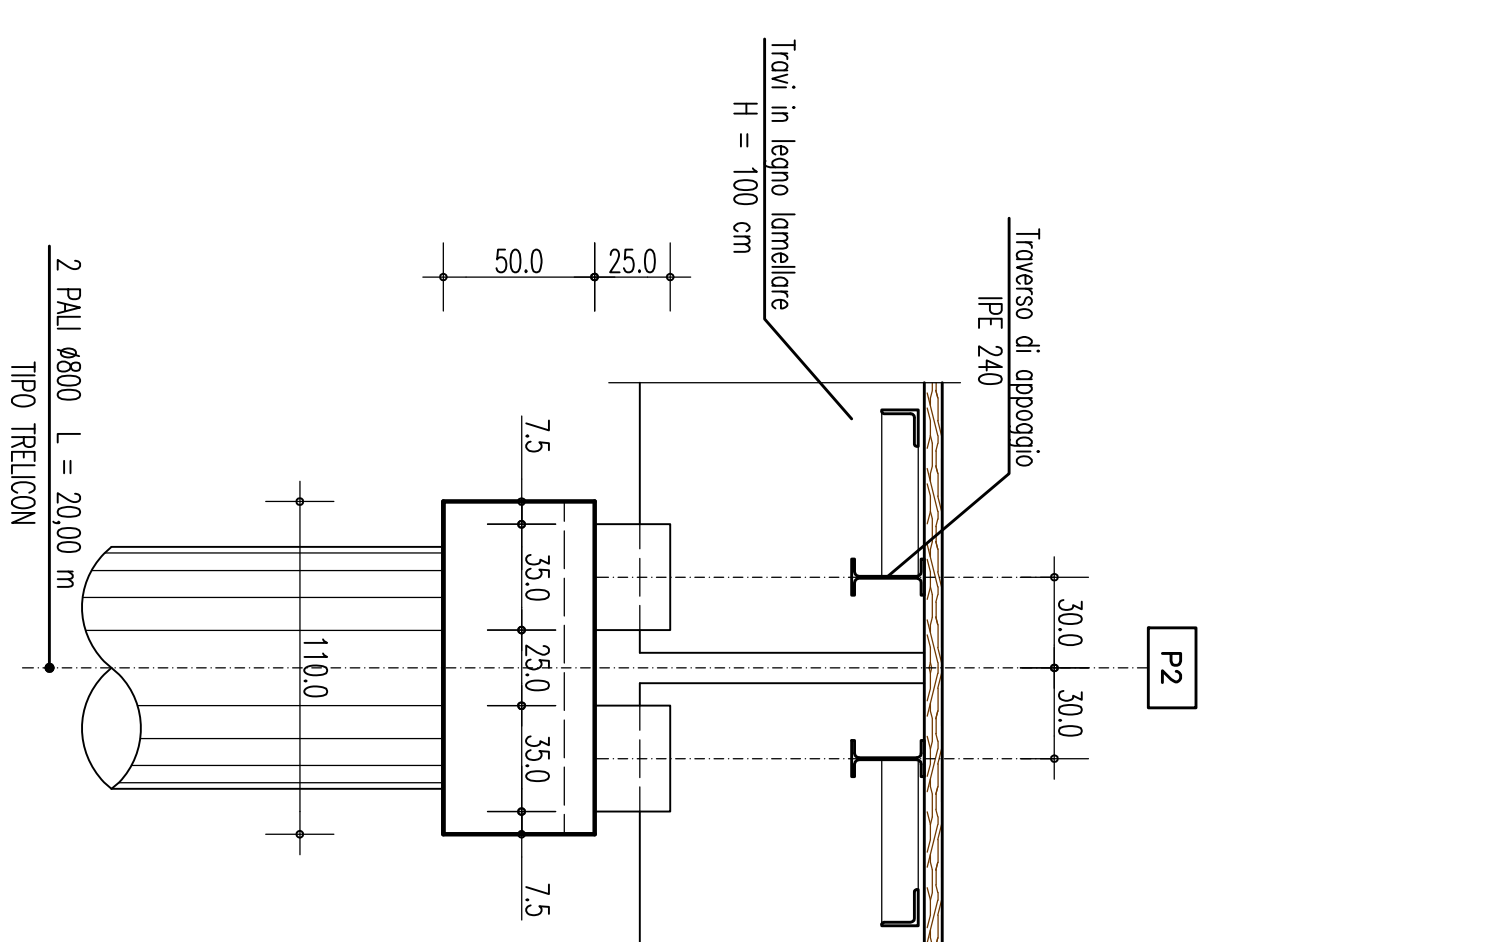 P2
30.0
30.0
Traverso di appoggio
IPE 240
Travi in legno lamellare
H = 100 cm
25.0
50.0
7.5
35.0
25.0
35.0
7.5
110.0
2 PALI Ø800 L = 20,00 m
TIPO TRELICON